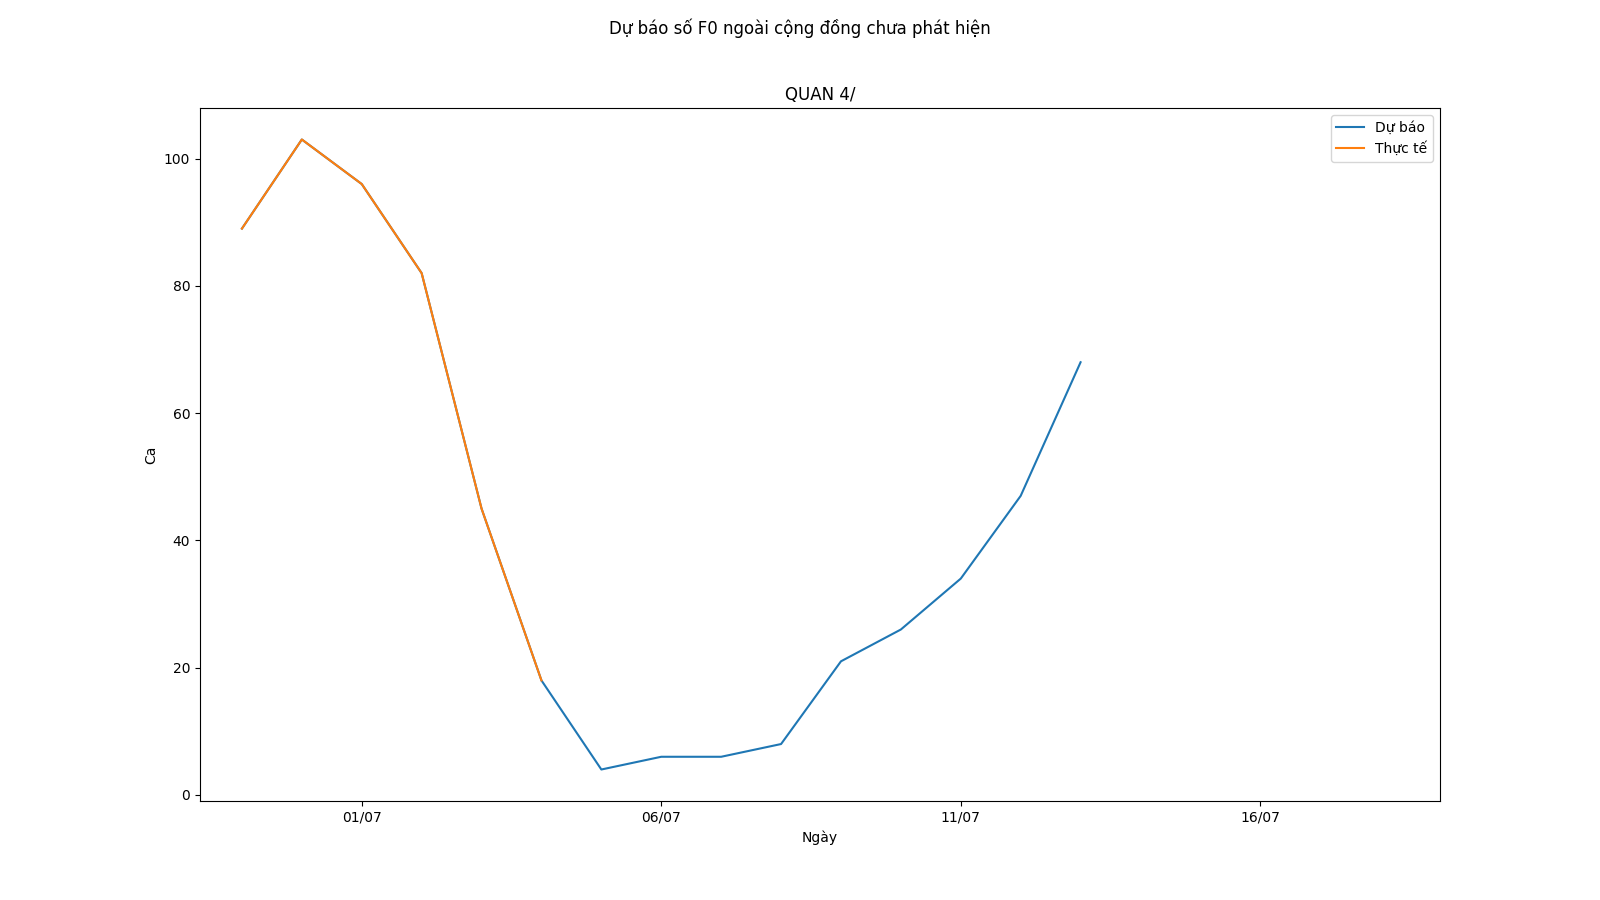 Dự báo số F0 ngoài cộng đồng chưa phát hiện
QUAN 4/
Dự báo
Thực tế
100
80
60
40
20
0
Ca
01/07
06/07
11/07
16/07
Ngày